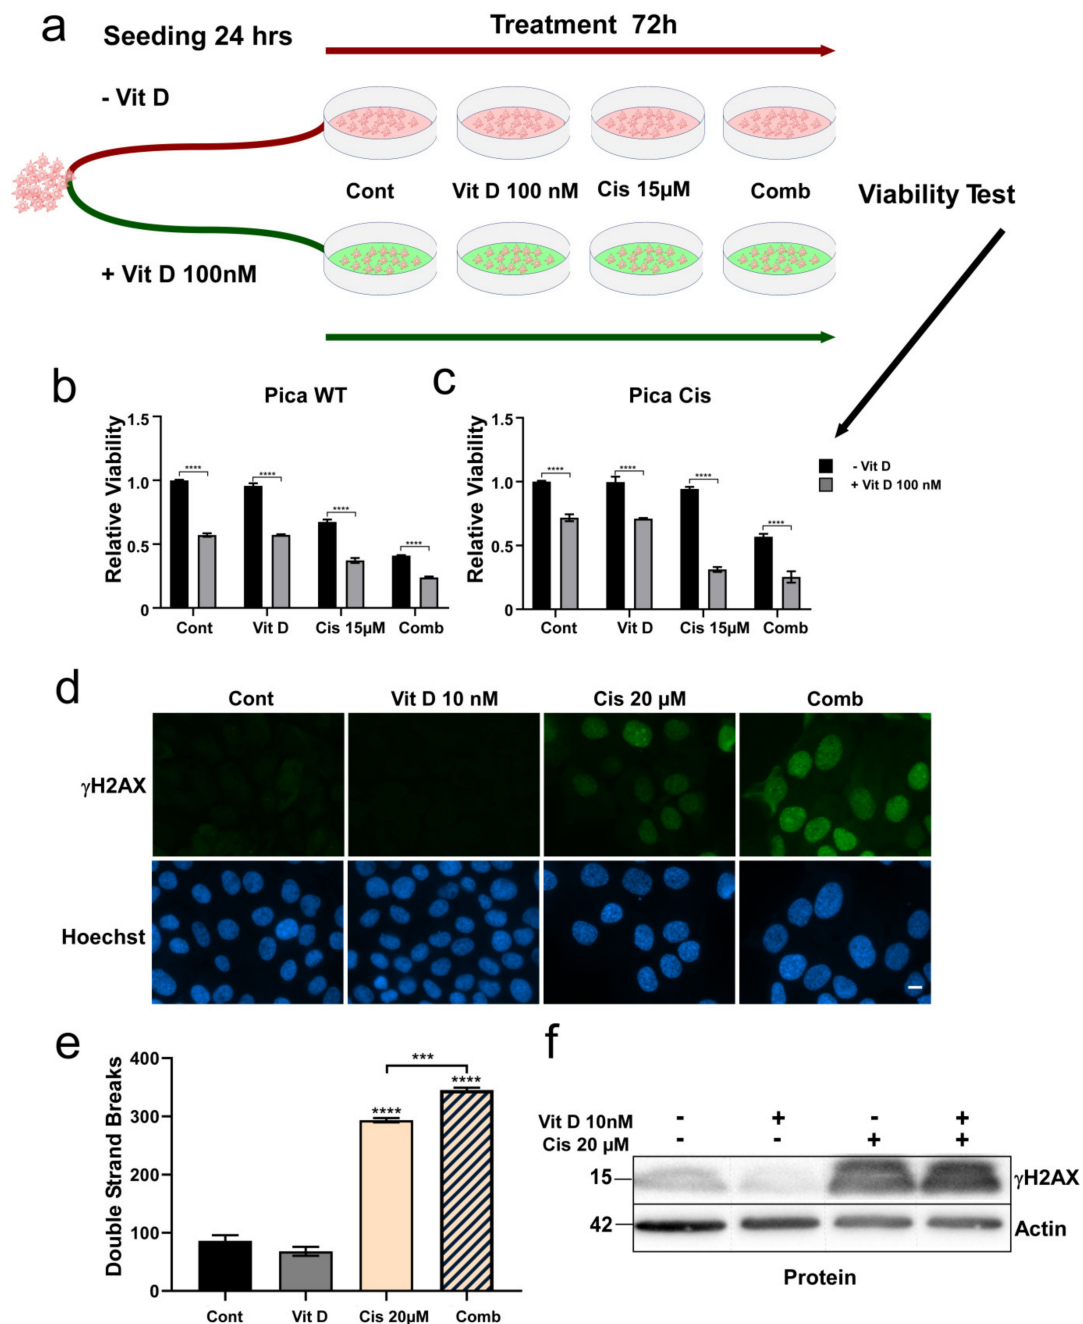 a
Seeding 24 hrs
Treatment 72h
- Vit D
Cont
Vit D 100 nM
Cis 15µM
Comb
Viability Test
+ Vit D 100nM
b
Pica WT
Relative Viability
1.5
1.0
0.5
0
****
****
****
****
Cont
Vit D
Cis 15µM
Comb
c
Pica Cis
Relative Viability
1.5
1.0
0.5
0
****
****
****
****
Cont
Vit D
Cis 15µM
Comb
- Vit D
+ Vit D 100 nM
d
Cont
Vit D 10 nM
Cis 20 µM
Comb
γH2AX
Hoechst
e
Double Strand Breaks
400
300
200
100
0
***
****
****
Cont
Vit D
Cis 20µM
Comb
f
Vit D 10nM - + - +
Cis 20 µM - - + +
15
γH2AX
42
Actin
Protein